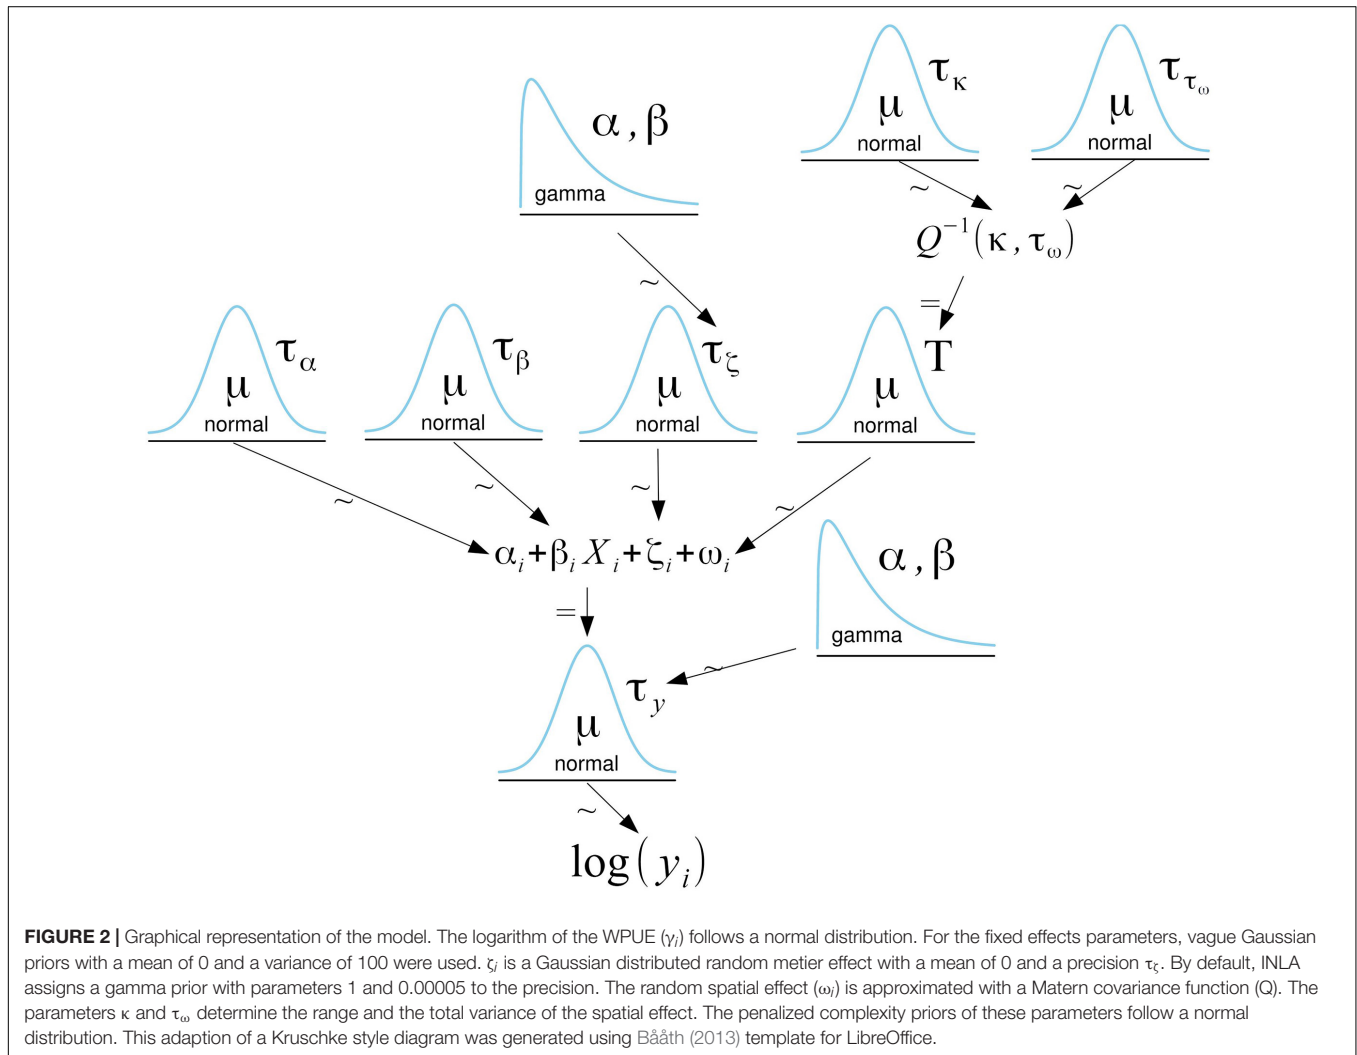 τκ
μ
normal
ττω
μ
normal
α, β
gamma
~
~
Q⁻¹(κ, τω)
~
=
τα
μ
normal
τβ
μ
normal
τζ
μ
normal
T
μ
normal
~
~
~
~
αi+βi Xi+ζi+ωi
α, β
gamma
=
~
τy
μ
normal
~
log(yi)
FIGURE 2 | Graphical representation of the model. The logarithm of the WPUE (γi) follows a normal distribution. For the fixed effects parameters, vague Gaussian
priors with a mean of 0 and a variance of 100 were used. ζi is a Gaussian distributed random metier effect with a mean of 0 and a precision τζ. By default, INLA
assigns a gamma prior with parameters 1 and 0.00005 to the precision. The random spatial effect (ωi) is approximated with a Matern covariance function (Q). The
parameters κ and τω determine the range and the total variance of the spatial effect. The penalized complexity priors of these parameters follow a normal
distribution. This adaption of a Kruschke style diagram was generated using Bååth (2013) template for LibreOffice.